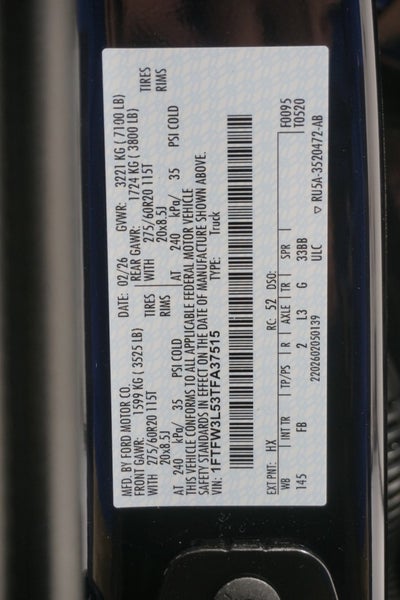 MFD. BY FORD MOTOR CO. DATE: 02/26 GVWR: 3221 KG ( 7100 LB)
FRONT GAWR: 1599 KG ( 3525 LB) REAR GAWR: 1724 KG ( 3800 LB)
WITH 275/60R20 115T TIRES WITH 275/60R20 115T TIRES
20x8.5J RIMS 20x8.5J RIMS
AT 240 kPa/ 35 PSI COLD AT 240 kPa/ 35 PSI COLD
THIS VEHICLE CONFORMS TO ALL APPLICABLE FEDERAL MOTOR VEHICLE
SAFETY STANDARDS IN EFFECT ON THE DATE OF MANUFACTURE SHOWN ABOVE.
VIN: 1FTFW3L53TFA37515 TYPE: Truck
EXT PNT: HX RC: 52 DSO: F0095
WB INT TR TP/PS R AXLE TR SPR F0520
145 FB 2 L3 G 33BB
2202602050139 ULC ▽ RU5A-3520472-AB